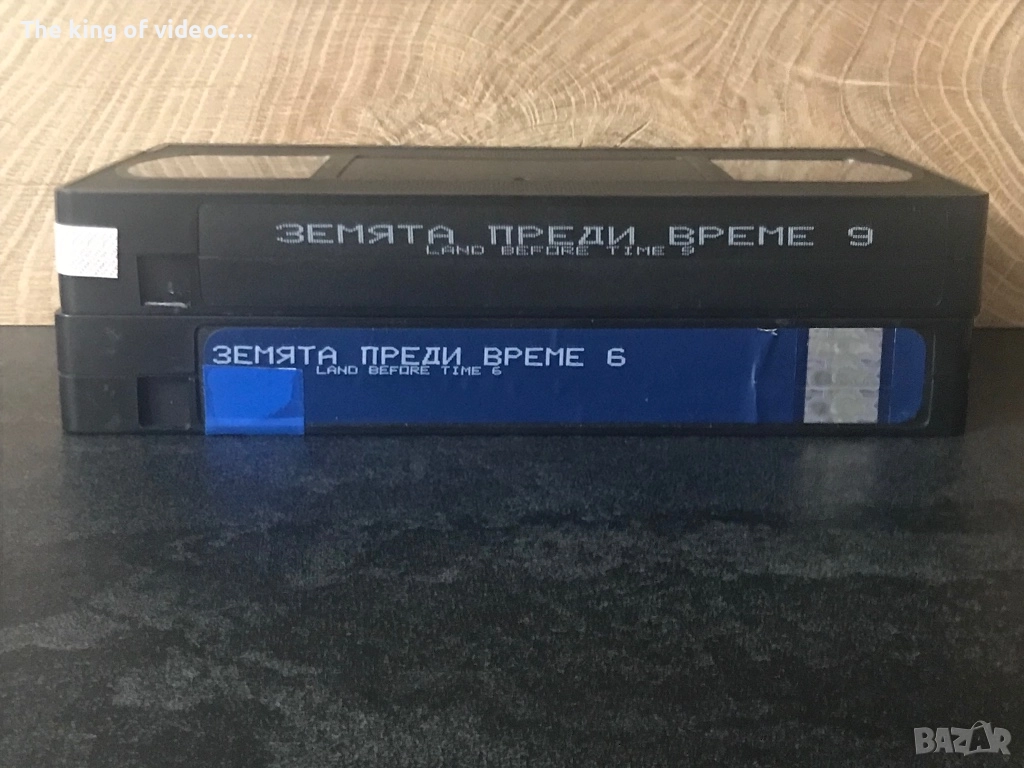 The king of videoc....
ЗЕМЯТА ПРЕДИ ВРЕМЕ 9
LAND BEFORE TIME 9
ЗЕМЯТА ПРЕДИ ВРЕМЕ 6
LAND BEFORE TIME 6
BAZAR